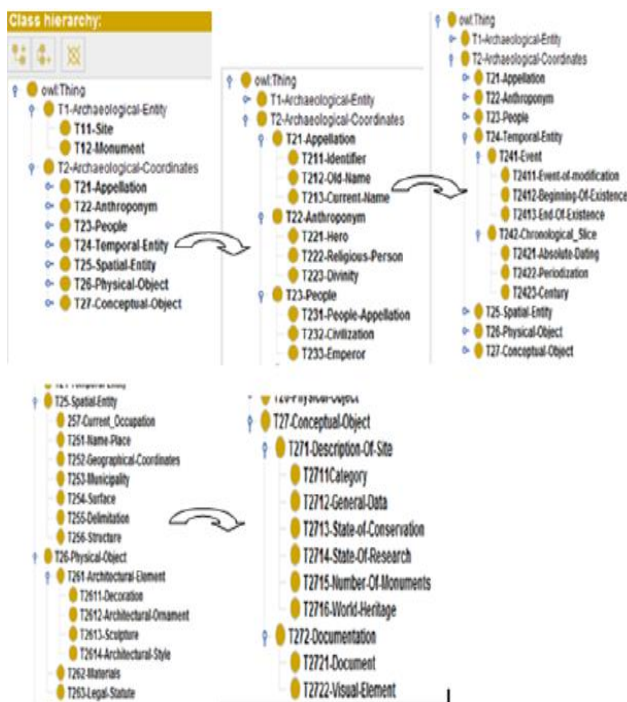 Class hierarchy:
owl:Thing
T1-Archaeological-Entity
T11-Site
T12-Monument
T2-Archaeological-Coordinates
T21-Appellation
T22-Anthroponym
T23-People
T24-Temporal-Entity
T25-Spatial-Entity
T26-Physical-Object
T27-Conceptual-Object
owl:Thing
T1-Archaeological-Entity
T2-Archaeological-Coordinates
T21-Appellation
T211-Identifier
T212-Old-Name
T213-Current-Name
T22-Anthroponym
T221-Hero
T222-Religious-Person
T223-Divinity
T23-People
T231-People-Appellation
T232-Civilization
T233-Emperor
owl:Thing
T1-Archaeological-Entity
T2-Archaeological-Coordinates
T21-Appellation
T22-Anthroponym
T23-People
T24-Temporal-Entity
T241-Event
T2411-Event-of-modification
T2412-Beginning-Of-Existence
T2413-End-Of-Existence
T242-Chronological_Slice
T2421-Absolute-Dating
T2422-Periodization
T2423-Century
T25-Spatial-Entity
T26-Physical-Object
T27-Conceptual-Object
T25-Spatial-Entity
257-Current_Occupation
T251-Name-Place
T252-Geographical-Coordinates
T253-Municipality
T254-Surface
T255-Delimitation
T256-Structure
T26-Physical-Object
T261-Architectural-Element
T2611-Decoration
T2612-Architectural-Ornament
T2613-Sculpture
T2614-Architectural-Style
T262-Materials
T263-Legal-Statute
T26-Physical-Object
T27-Conceptual-Object
T271-Description-Of-Site
T2711Category
T2712-General-Data
T2713-State-of-Conservation
T2714-State-Of-Research
T2715-Number-Of-Monuments
T2716-World-Heritage
T272-Documentation
T2721-Document
T2722-Visual-Element